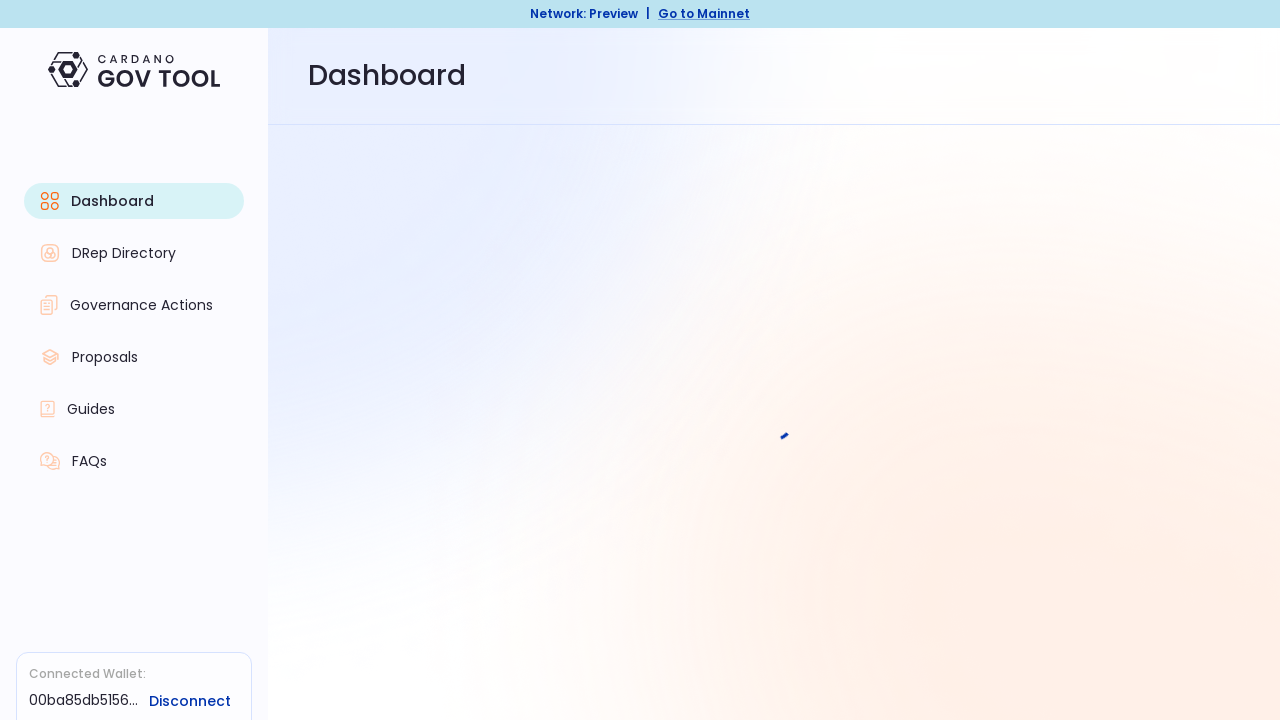 Network: Preview | Go to Mainnet
CARDANO
GOV TOOL
Dashboard
Dashboard
DRep Directory
Governance Actions
Proposals
Guides
FAQs
Connected Wallet:
00ba85db5156... Disconnect